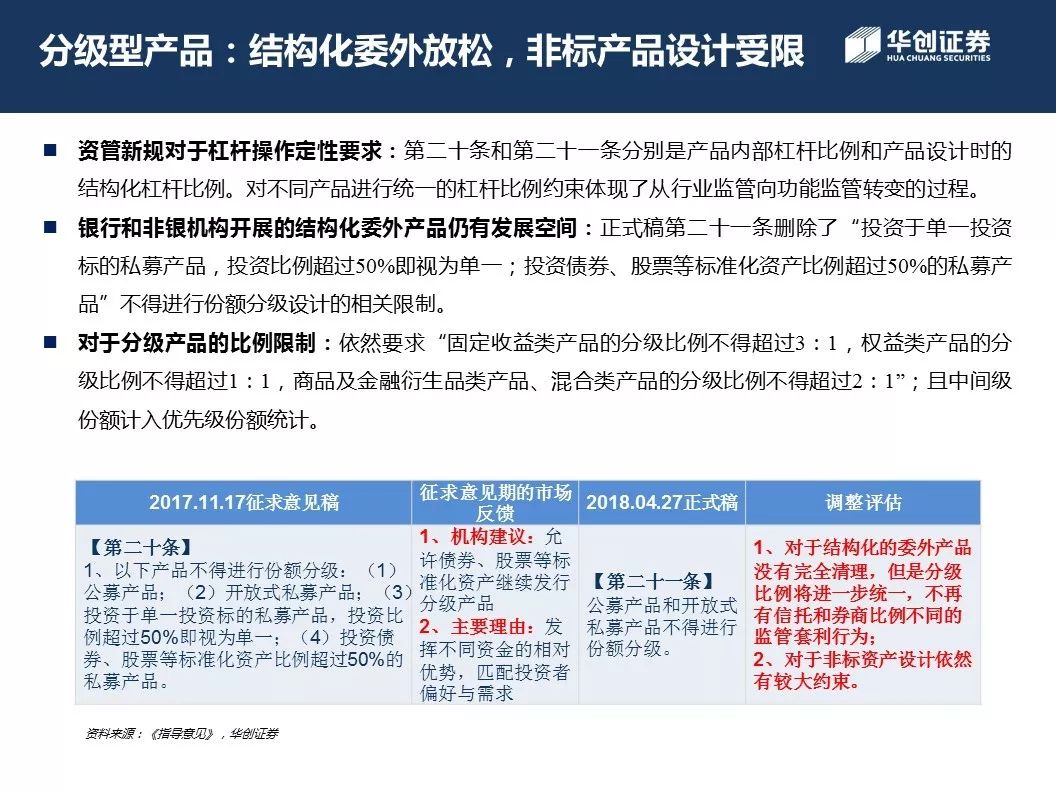 分级型产品：结构化委外放松，非标产品设计受限
华创证券
HUA CHUANG SECURITIES
资管新规对于杠杆操作定性要求：第二十条和第二十一条分别是产品内部杠杆比例和产品设计时的
结构化杠杆比例。对不同产品进行统一的杠杆比例约束体现了从行业监管向功能监管转变的过程。
银行和非银机构开展的结构化委外产品仍有发展空间：正式稿第二十一条删除了“投资于单一投资
标的私募产品，投资比例超过50%即视为单一；投资债券、股票等标准化资产比例超过50%的私募产
品”不得进行份额分级设计的相关限制。
对于分级产品的比例限制：依然要求“固定收益类产品的分级比例不得超过3：1，权益类产品的分
级比例不得超过1：1，商品及金融衍生品类产品、混合类产品的分级比例不得超过2：1”；且中间级
份额计入优先级份额统计。
2017.11.17征求意见稿
征求意见期的市场
反馈
2018.04.27正式稿
调整评估
【第二十条】
1、以下产品不得进行份额分级：（1）
公募产品；（2）开放式私募产品；（3）
投资于单一投资标的私募产品，投资比
例超过50%即视为单一；（4）投资债
券、股票等标准化资产比例超过50%的
私募产品。
1、机构建议：允
许债券、股票等标
准化资产继续发行
分级产品
2、主要理由：发
挥不同资金的相对
优势，匹配投资者
偏好与需求
【第二十一条】
公募产品和开放式
私募产品不得进行
份额分级。
1、对于结构化的委外产品
没有完全清理，但是分级
比例将进一步统一，不再
有信托和券商比例不同的
监管套利行为；
2、对于非标资产设计依然
有较大约束。
资料来源：《指导意见》，华创证券